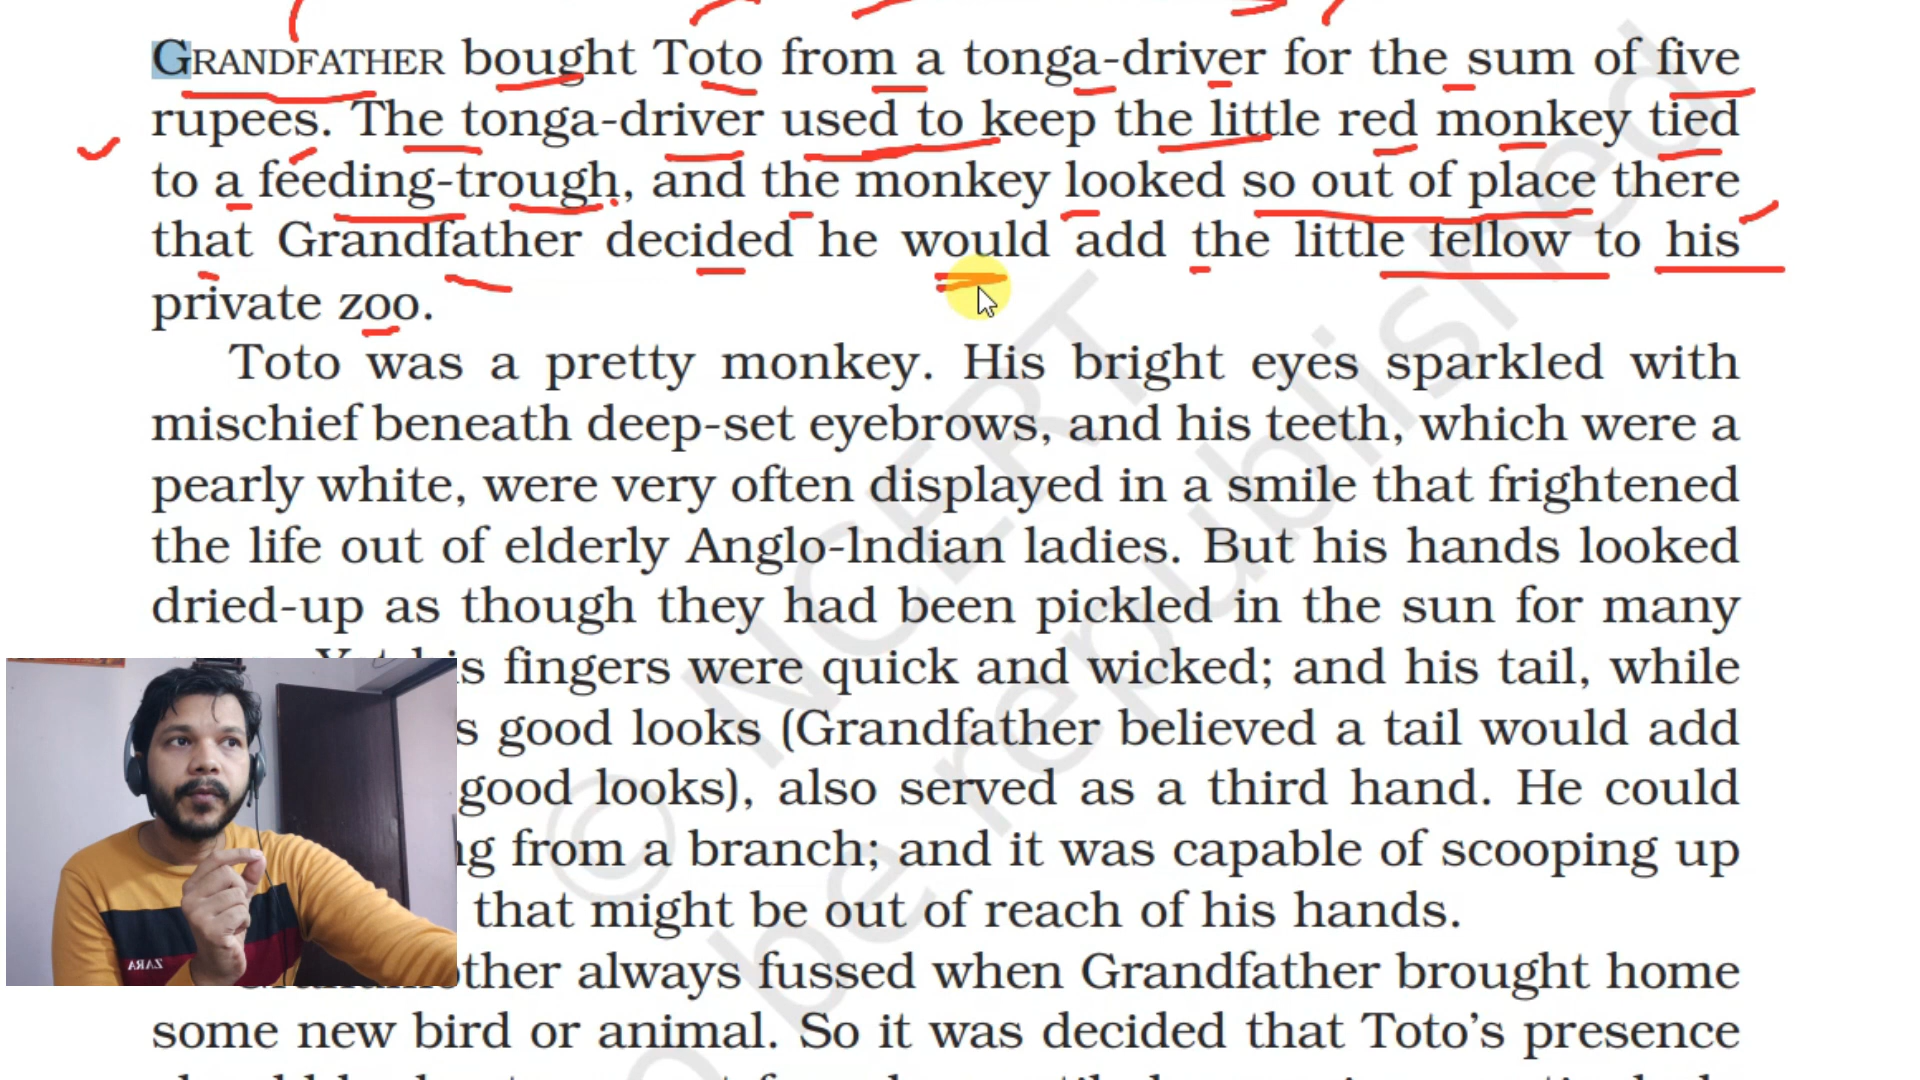 GRANDFATHER bought Toto from a tonga-driver for the sum of five
rupees. The tonga-driver used to keep the little red monkey tied
to a feeding-trough, and the monkey looked so out of place there
that Grandfather decided he would add the little fellow to his
private zoo.
Toto was a pretty monkey. His bright eyes sparkled with
mischief beneath deep-set eyebrows, and his teeth, which were a
pearly white, were very often displayed in a smile that frightened
the life out of elderly Anglo-Indian ladies. But his hands looked
dried-up as though they had been pickled in the sun for many
fingers were quick and wicked; and his tail, while
good looks (Grandfather believed a tail would add
good looks), also served as a third hand. He could
from a branch; and it was capable of scooping up
that might be out of reach of his hands.
always fussed when Grandfather brought home
some new bird or animal. So it was decided that Toto's presence
© NCERT
be republished
ZARA